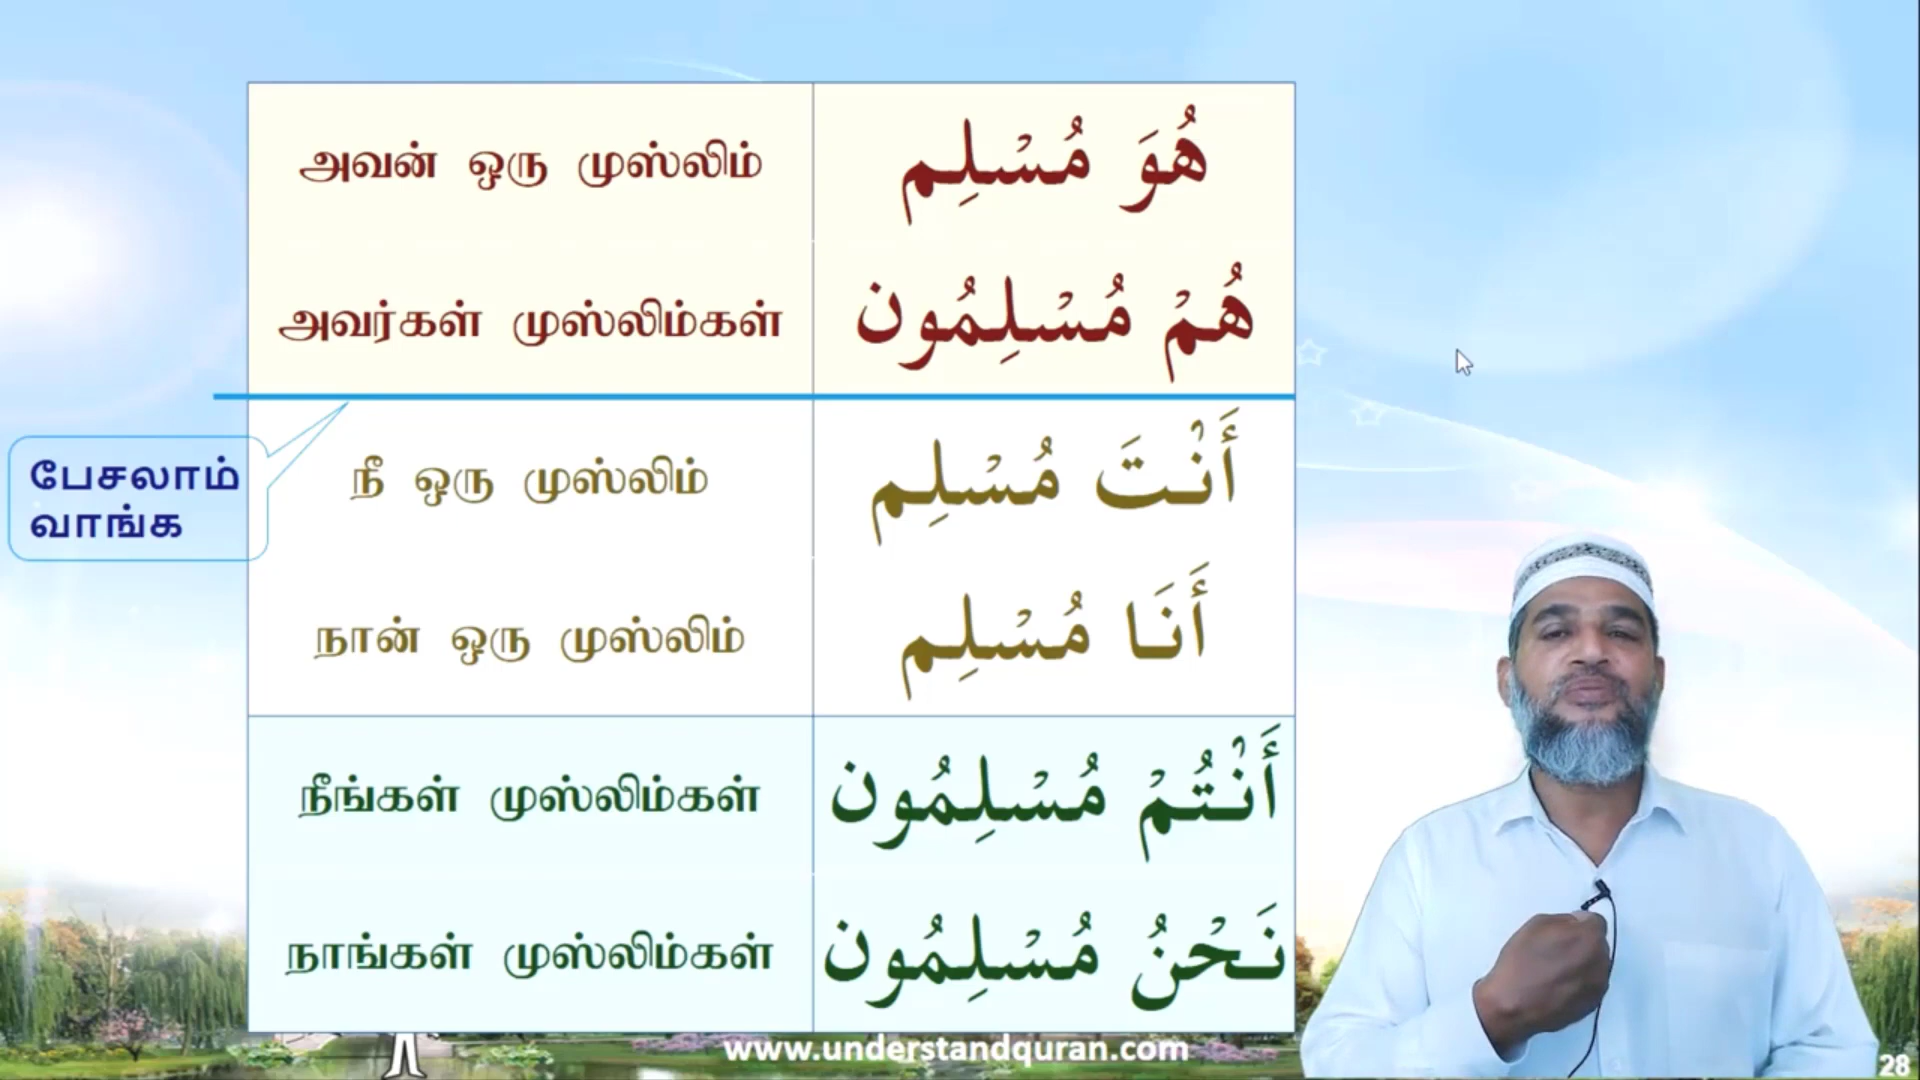 அவன் ஒரு முஸ்லிம்
هُوَ مُسْلِم
அவர்கள் முஸ்லிம்கள்
هُمْ مُسْلِمُون
பேசலாம்
வாங்க
நீ ஒரு முஸ்லிம்
أَنْتَ مُسْلِم
நான் ஒரு முஸ்லிம்
أَنَا مُسْلِم
நீங்கள் முஸ்லிம்கள்
أَنْتُمْ مُسْلِمُون
நாங்கள் முஸ்லிம்கள்
نَحْنُ مُسْلِمُون
www.understandquran.com
28